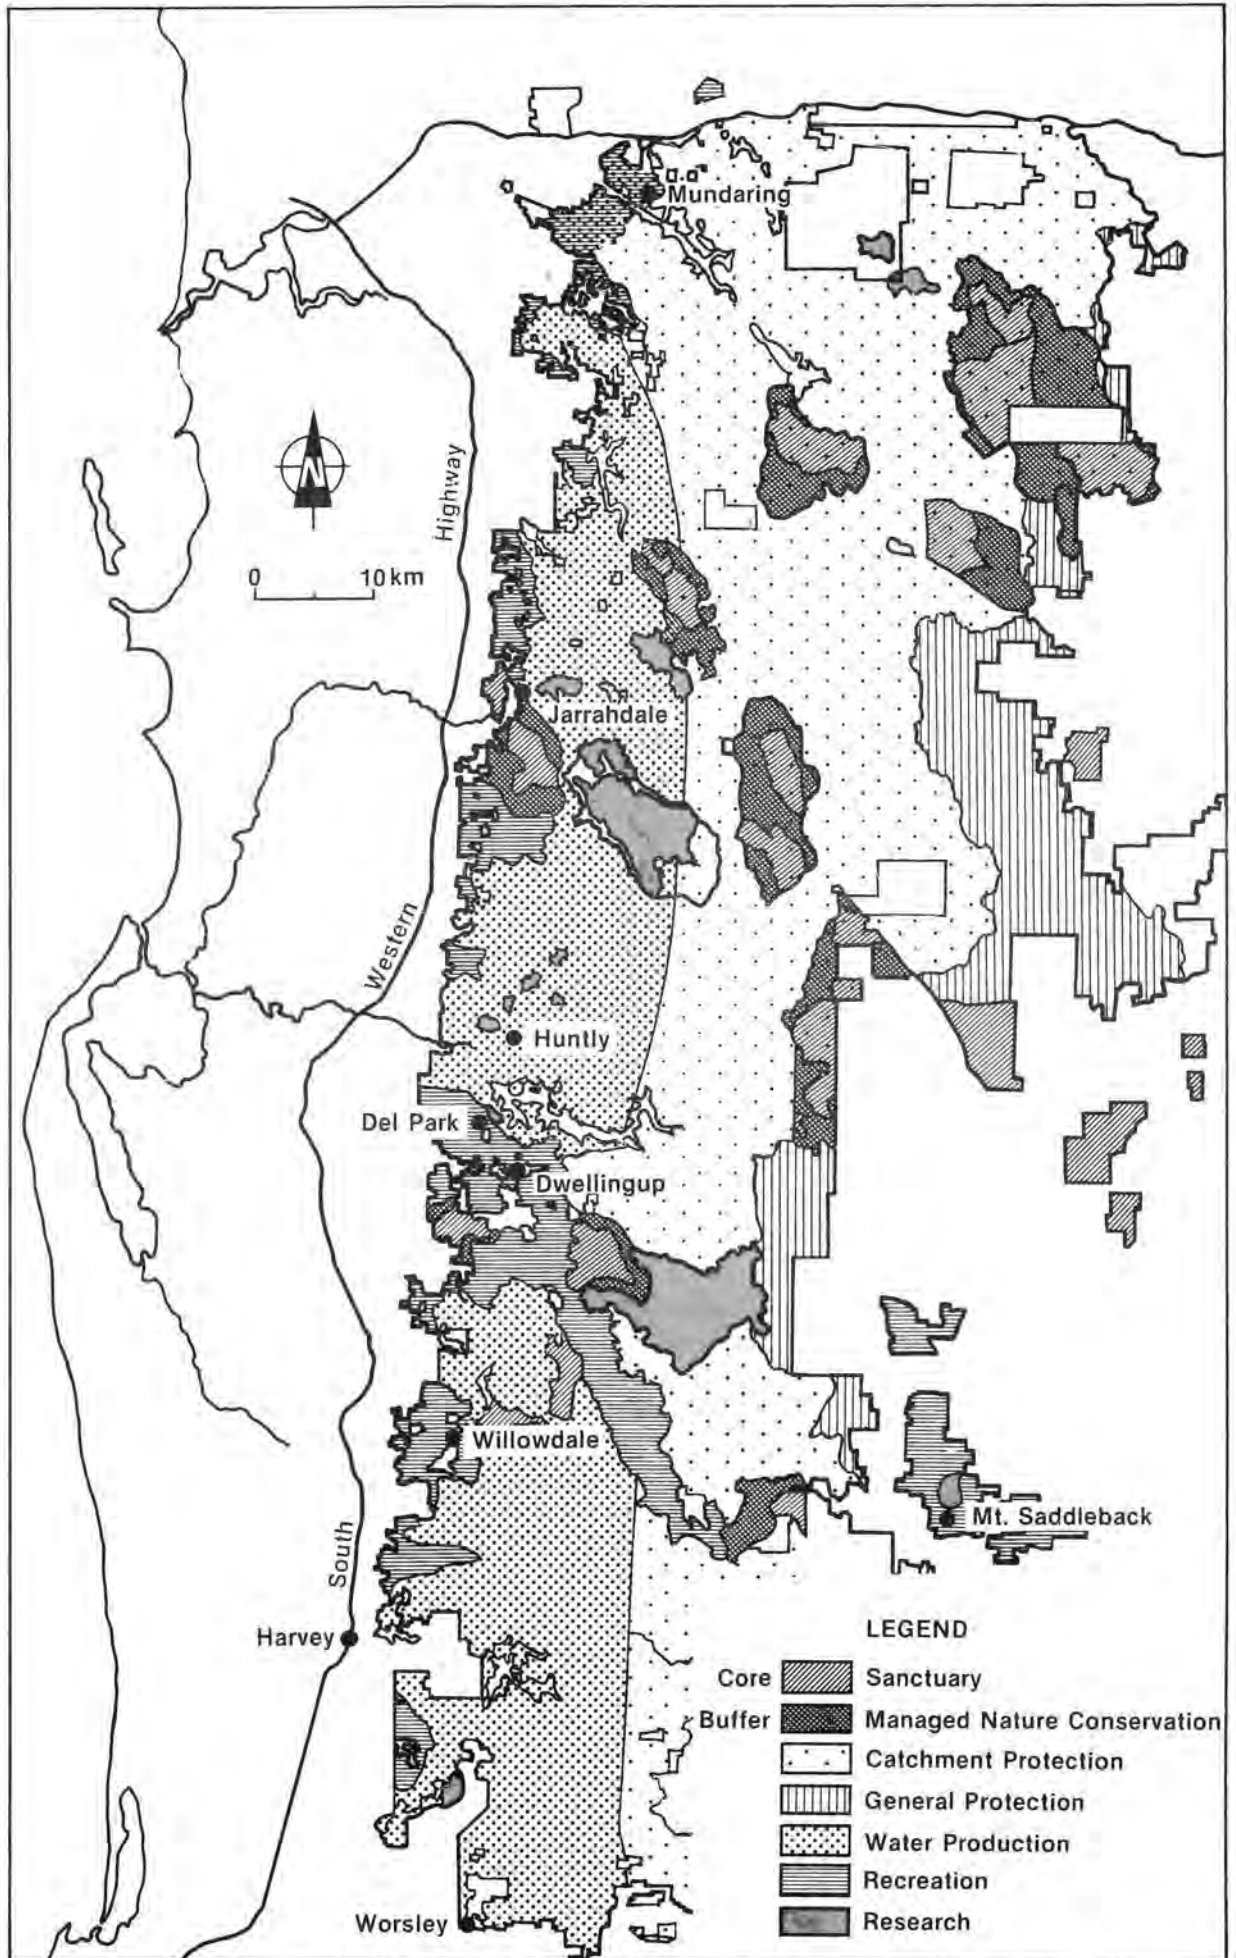 Mundaring
N
Highway
0 10 km
Jarrahdale
Western
Huntly
Del Park
Dwellingup
Willowdale
Mt. Saddleback
South
Harvey
LEGEND
Core Sanctuary
Buffer Managed Nature Conservation
Catchment Protection
General Protection
Water Production
Recreation
Research
Worsley